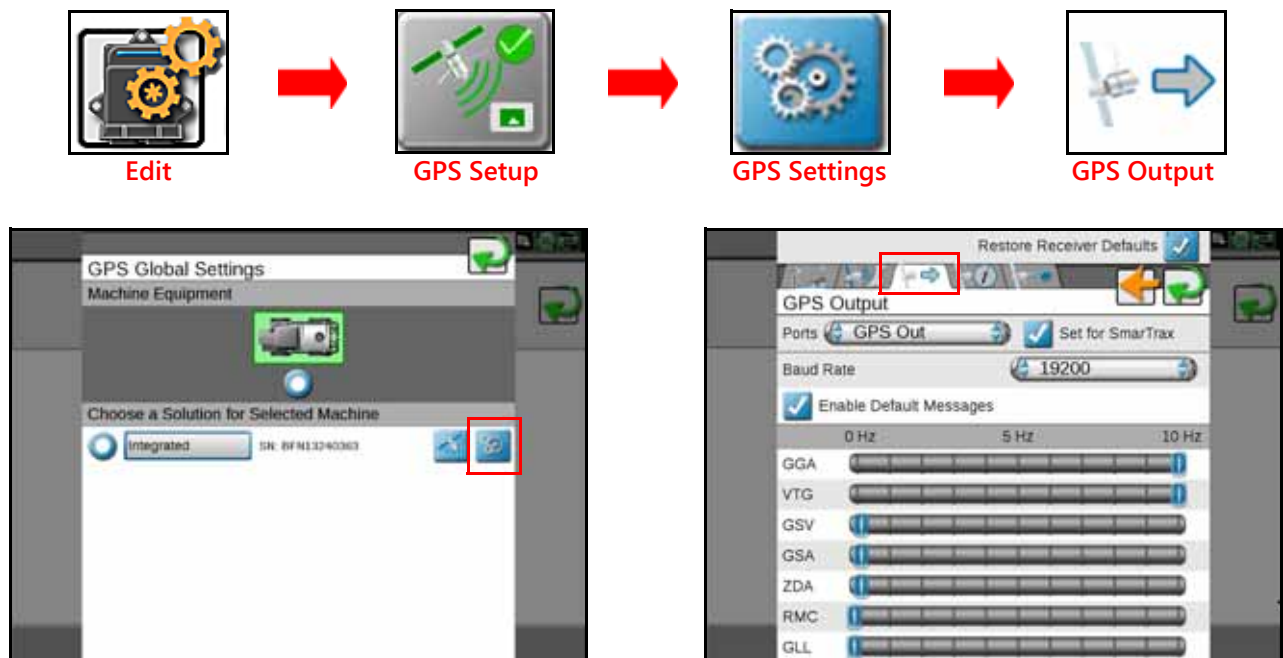 Edit
GPS Setup
GPS Settings
GPS Output
GPS Global Settings
Machine Equipment
Choose a Solution for Selected Machine
Integrated SN: BFN13240363
Restore Receiver Defaults
GPS Output
Ports GPS Out Set for SmarTrax
Baud Rate 19200
Enable Default Messages
0 Hz 5 Hz 10 Hz
GGA
VTG
GSV
GSA
ZDA
RMC
GLL